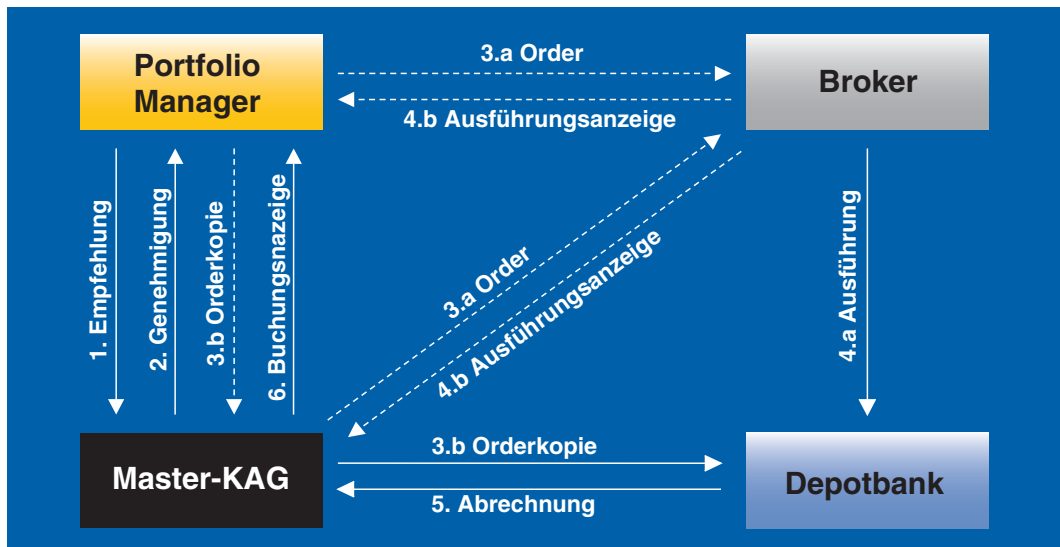 Portfolio
Manager
3.a Order
4.b Ausführungsanzeige
Broker
1. Empfehlung
2. Genehmigung
3.b Orderkopie
6. Buchungsnazeige
3.a Order
4.b Ausführungsanzeige
4.a Ausführung
Master-KAG
3.b Orderkopie
5. Abrechnung
Depotbank